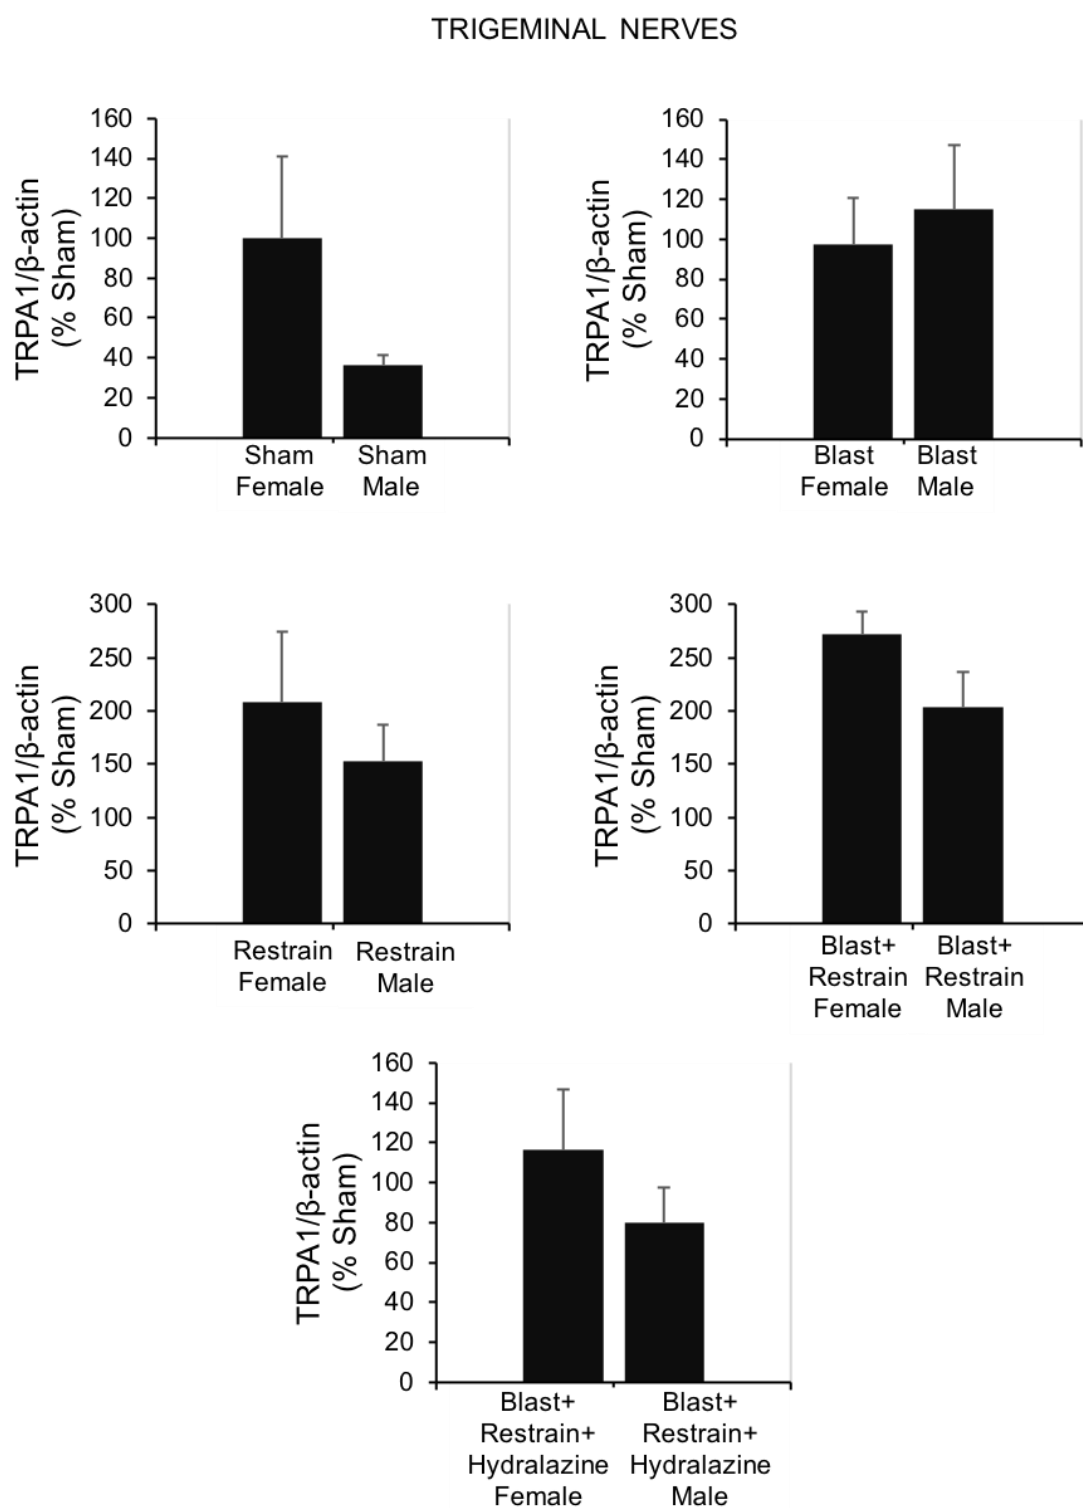 TRIGEMINAL NERVES
TRPA1/β-actin
(% Sham)
160
140
120
100
80
60
40
20
0
Sham
Female
Sham
Male
TRPA1/β-actin
(% Sham)
160
140
120
100
80
60
40
20
0
Blast
Female
Blast
Male
TRPA1/β-actin
(% Sham)
300
250
200
150
100
50
0
Restrain
Female
Restrain
Male
TRPA1/β-actin
(% Sham)
300
250
200
150
100
50
0
Blast+
Restrain
Female
Blast+
Restrain
Male
TRPA1/β-actin
(% Sham)
160
140
120
100
80
60
40
20
0
Blast+
Restrain+
Hydralazine
Female
Blast+
Restrain+
Hydralazine
Male